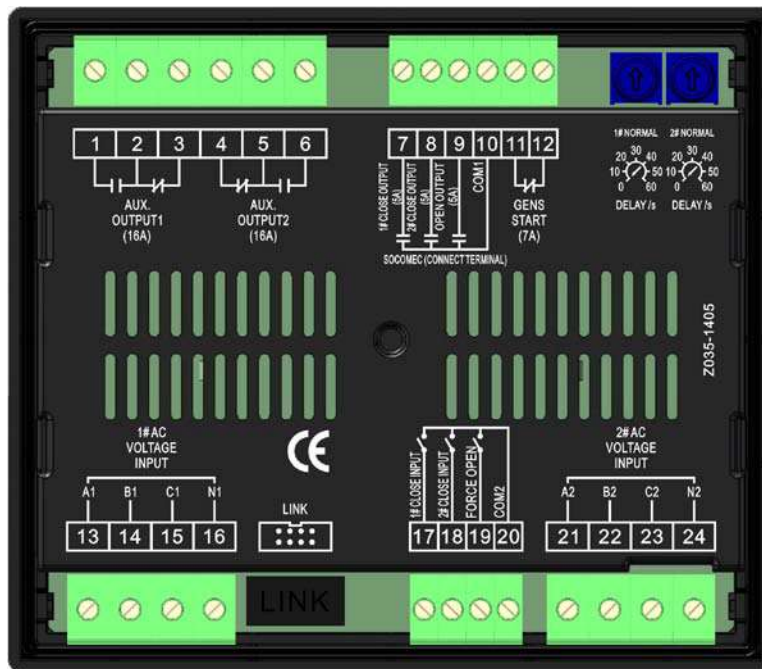 1 2 3 4 5 6
AUX.
OUTPUT1
(16A)
AUX.
OUTPUT2
(16A)
7 8 9 10 11 12
1# CLOSE OUTPUT
(5A)
2# CLOSE OUTPUT
(5A)
OPEN OUTPUT
(5A)
COM1
GENS
START
(7A)
SOCOMEC (CONNECT TERMINAL)
1# NORMAL
30
20 40
10 50
0 60
DELAY /s
2# NORMAL
30
20 40
10 50
0 60
DELAY /s
Z035-1405
1# AC
VOLTAGE
INPUT
A1 B1 C1 N1
13 14 15 16
CE
LINK
1# CLOSE INPUT
2# CLOSE INPUT
FORCE OPEN
COM2
17 18 19 20
2# AC
VOLTAGE
INPUT
A2 B2 C2 N2
21 22 23 24
LINK